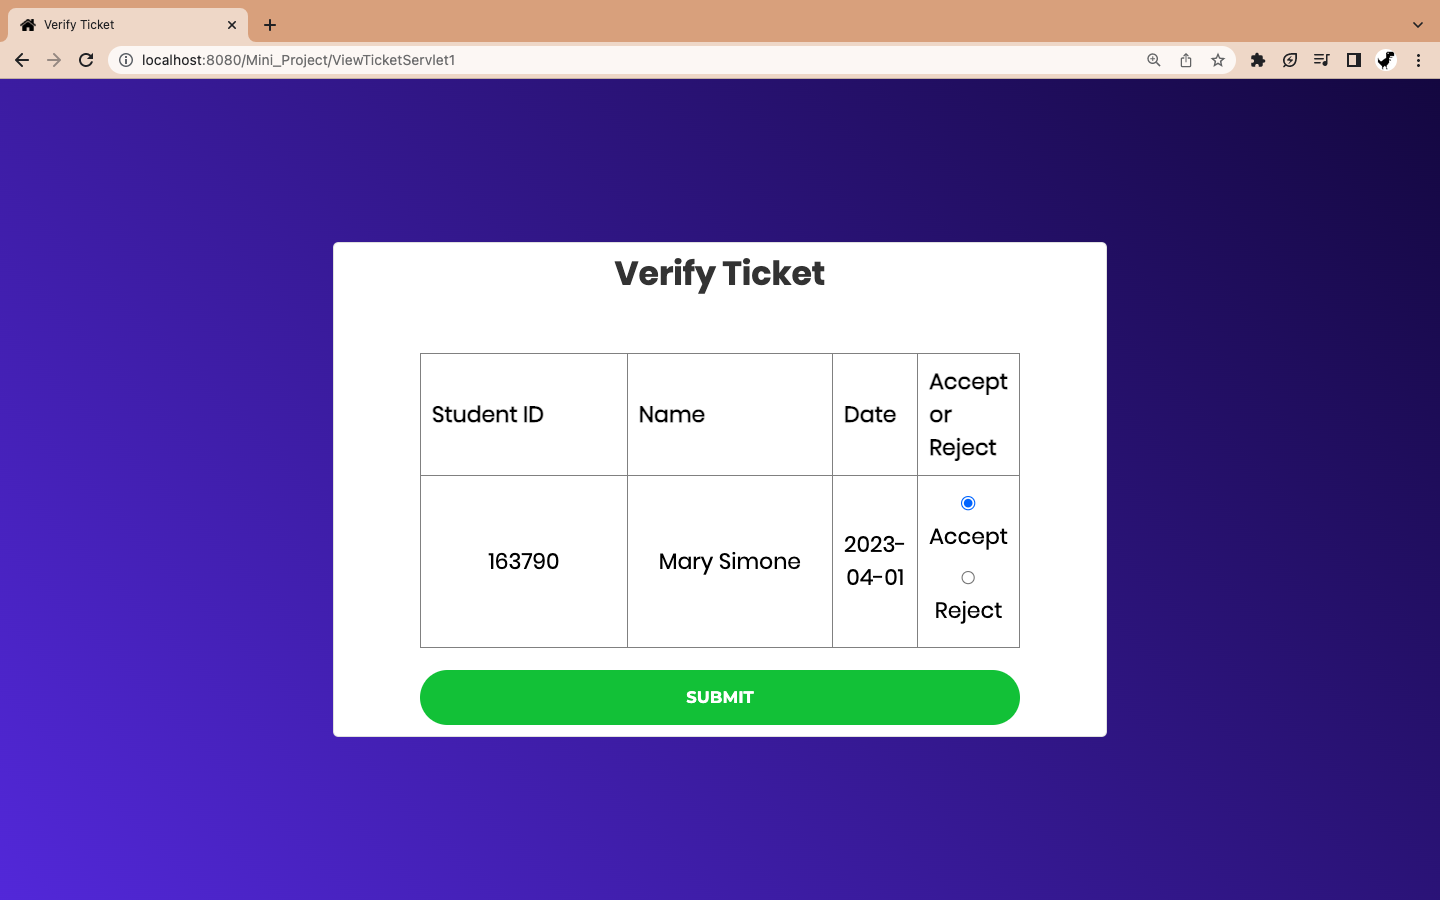 Verify Ticket
localhost:8080/Mini_Project/ViewTicketServlet1
Verify Ticket
Student ID
Name
Date
Accept
or
Reject
163790
Mary Simone
2023-
04-01
Accept
Reject
SUBMIT